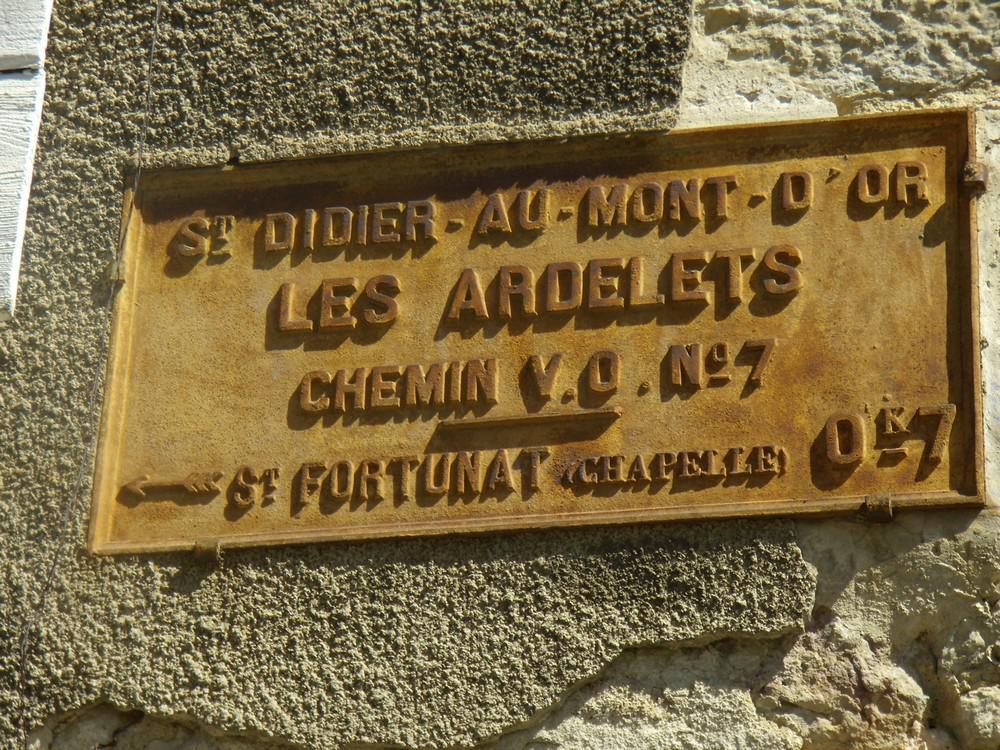 ST DIDIER-AU-MONT-D'OR
LES ARDELETS
CHEMIN V.O. Nº 7
← ST FORTUNAT (CHAPELLE) 0K7